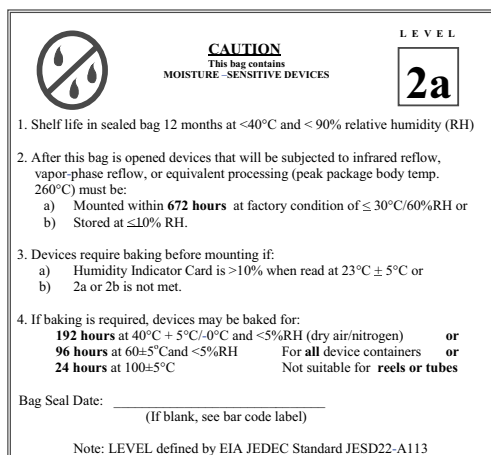 LEVEL
CAUTION
This bag contains
MOISTURE –SENSITIVE DEVICES
2a
1. Shelf life in sealed bag 12 months at <40°C and < 90% relative humidity (RH)
2. After this bag is opened devices that will be subjected to infrared reflow,
vapor-phase reflow, or equivalent processing (peak package body temp.
260°C) must be:
a) Mounted within 672 hours at factory condition of ≤ 30°C/60%RH or
b) Stored at ≤10% RH.
3. Devices require baking before mounting if:
a) Humidity Indicator Card is >10% when read at 23°C ± 5°C or
b) 2a or 2b is not met.
4. If baking is required, devices may be baked for:
192 hours at 40°C + 5°C/-0°C and <5%RH (dry air/nitrogen) or
96 hours at 60±5°Cand <5%RH For all device containers or
24 hours at 100±5°C Not suitable for reels or tubes
Bag Seal Date: ______________________________
(If blank, see bar code label)
Note: LEVEL defined by EIA JEDEC Standard JESD22-A113